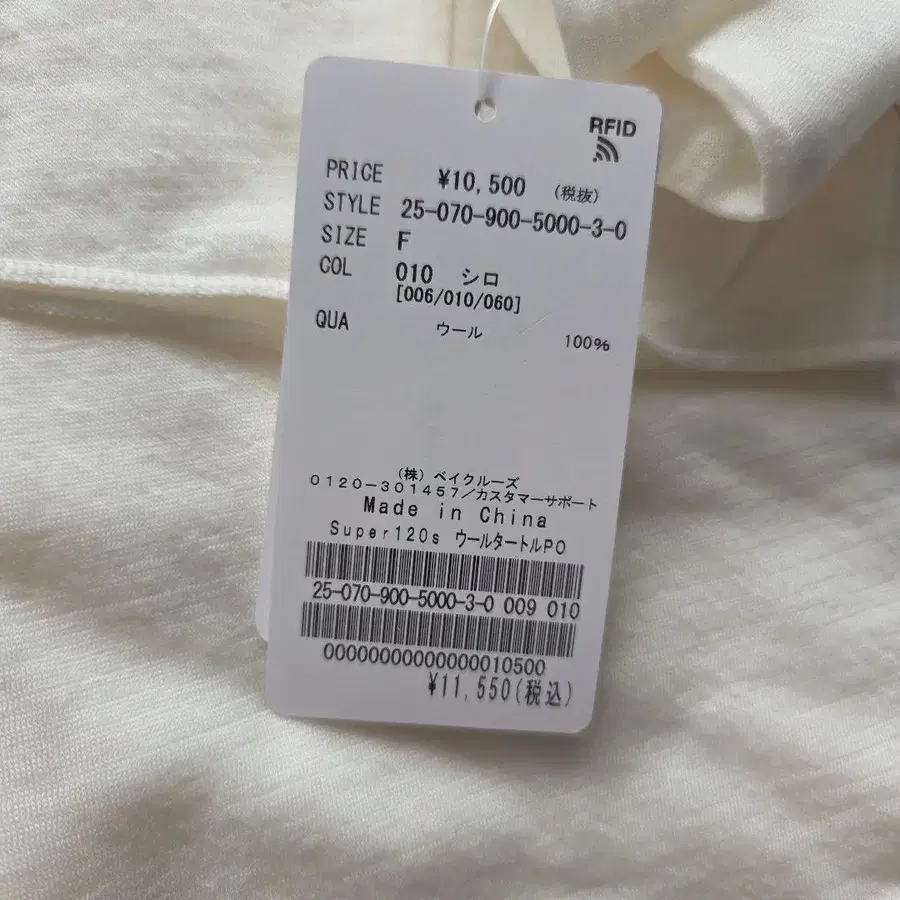 RFID
PRICE ¥10,500 (税抜)
STYLE 25-070-900-5000-3-0
SIZE F
COL 010 シロ
[006/010/060]
QUA ウール 100%
(株)ベイクルーズ
0120-301457/カスタマーサポート
Made in China
Super120s ウールタートルPO
25-070-900-5000-3-0 009 010
00000000000000010500
¥11,550(税込)